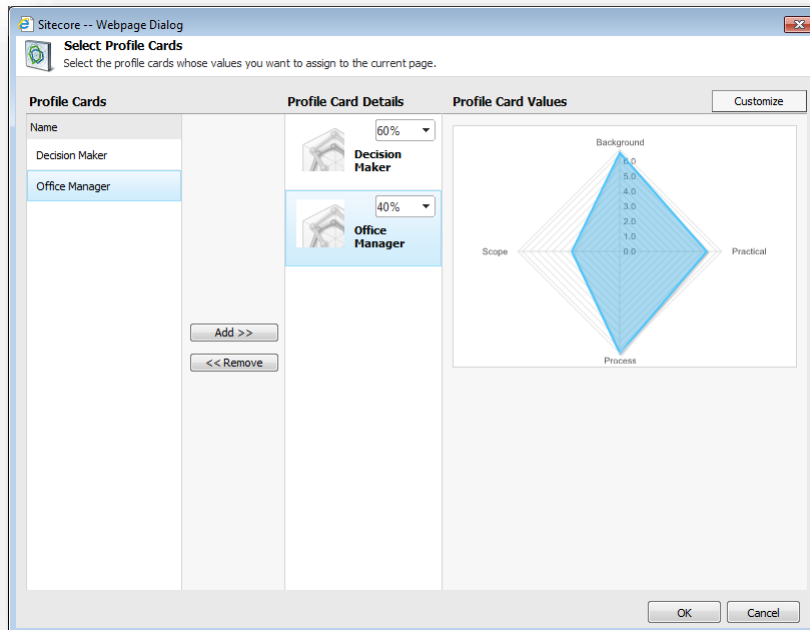 Sitecore -- Webpage Dialog
Select Profile Cards
Select the profile cards whose values you want to assign to the current page.
Profile Cards
Name
Decision Maker
Office Manager
Add >>
<< Remove
Profile Card Details
60%
Decision
Maker
40%
Office
Manager
Profile Card Values
Customize
Background
6.0
5.0
4.0
3.0
2.0
1.0
0.0
Scope
Practical
Process
OK
Cancel